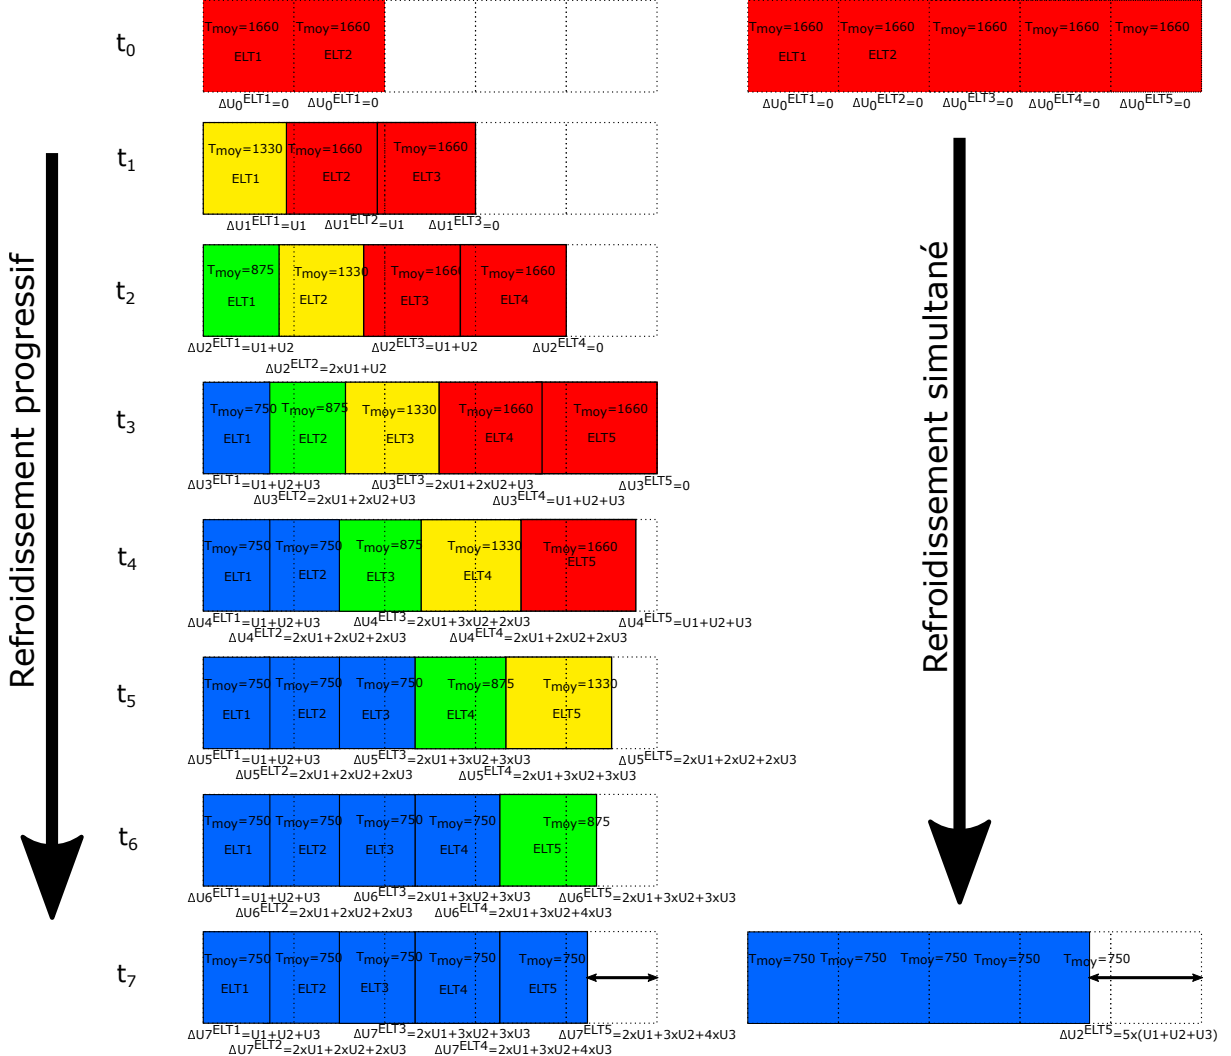 Refroidissement progressif
t0
Tmoy=1660 Tmoy=1660
ELT1 ELT2
ΔU0ELT1=0 ΔU0ELT1=0
t1
Tmoy=1330 Tmoy=1660 Tmoy=1660
ELT1 ELT2 ELT3
ΔU1ELT1=U1 ΔU1ELT2=U1 ΔU1ELT3=0
t2
Tmoy=875 Tmoy=1330 Tmoy=1660 Tmoy=1660
ELT1 ELT2 ELT3 ELT4
ΔU2ELT1=U1+U2 ΔU2ELT3=U1+U2 ΔU2ELT4=0
ΔU2ELT2=2xU1+U2
t3
Tmoy=750 Tmoy=875 Tmoy=1330 Tmoy=1660 Tmoy=1660
ELT1 ELT2 ELT3 ELT4 ELT5
ΔU3ELT1=U1+U2+U3 ΔU3ELT3=2xU1+2xU2+U3 ΔU3ELT5=0
ΔU3ELT2=2xU1+2xU2+U3 ΔU3ELT4=U1+U2+U3
t4
Tmoy=750 Tmoy=750 Tmoy=875 Tmoy=1330 Tmoy=1660
ELT1 ELT2 ELT3 ELT4 ELT5
ΔU4ELT1=U1+U2+U3 ΔU4ELT3=2xU1+3xU2+2xU3 ΔU4ELT5=U1+U2+U3
ΔU4ELT2=2xU1+2xU2+2xU3 ΔU4ELT4=2xU1+2xU2+2xU3
t5
Tmoy=750 Tmoy=750 Tmoy=750 Tmoy=875 Tmoy=1330
ELT1 ELT2 ELT3 ELT4 ELT5
ΔU5ELT1=U1+U2+U3 ΔU5ELT3=2xU1+3xU2+3xU3 ΔU5ELT5=2xU1+2xU2+2xU3
ΔU5ELT2=2xU1+2xU2+2xU3 ΔU5ELT4=2xU1+3xU2+3xU3
t6
Tmoy=750 Tmoy=750 Tmoy=750 Tmoy=750 Tmoy=875
ELT1 ELT2 ELT3 ELT4 ELT5
ΔU6ELT1=U1+U2+U3 ΔU6ELT3=2xU1+3xU2+3xU3 ΔU6ELT5=2xU1+3xU2+3xU3
ΔU6ELT2=2xU1+2xU2+2xU3 ΔU6ELT4=2xU1+3xU2+4xU3
t7
Tmoy=750 Tmoy=750 Tmoy=750 Tmoy=750 Tmoy=750
ELT1 ELT2 ELT3 ELT4 ELT5
ΔU7ELT1=U1+U2+U3 ΔU7ELT3=2xU1+3xU2+3xU3 ΔU7ELT5=2xU1+3xU2+4xU3
ΔU7ELT2=2xU1+2xU2+2xU3 ΔU7ELT4=2xU1+3xU2+4xU3
Refroidissement simultané
Tmoy=1660 Tmoy=1660 Tmoy=1660 Tmoy=1660 Tmoy=1660
ELT1 ELT2
ΔU0ELT1=0 ΔU0ELT2=0 ΔU0ELT3=0 ΔU0ELT4=0 ΔU0ELT5=0
Tmoy=750 Tmoy=750 Tmoy=750 Tmoy=750 Tmoy=750
ΔU2ELT5=5x(U1+U2+U3)